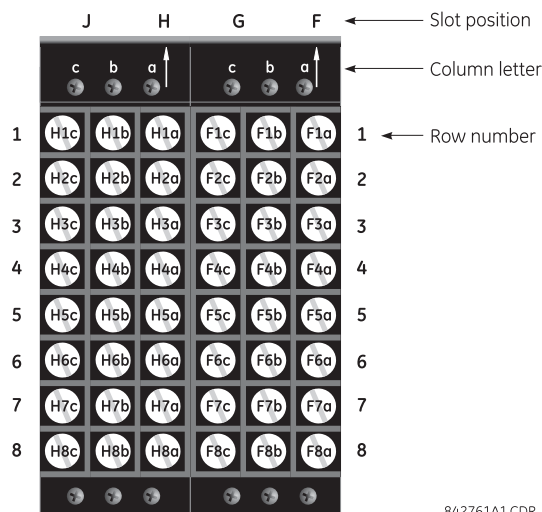 J H G F Slot position
c b a c b a Column letter
1 H1c H1b H1a F1c F1b F1a 1 Row number
2 H2c H2b H2a F2c F2b F2a 2
3 H3c H3b H3a F3c F3b F3a 3
4 H4c H4b H4a F4c F4b F4a 4
5 H5c H5b H5a F5c F5b F5a 5
6 H6c H6b H6a F6c F6b F6a 6
7 H7c H7b H7a F7c F7b F7a 7
8 H8c H8b H8a F8c F8b F8a 8
842761A1.CDR